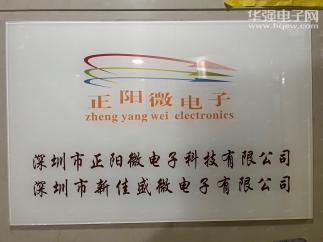 华强电子网
www.hqew.com
正阳微电子
zheng yang wei electronics
深圳市正阳微电子科技有限公司
深圳市新佳盛微电子有限公司